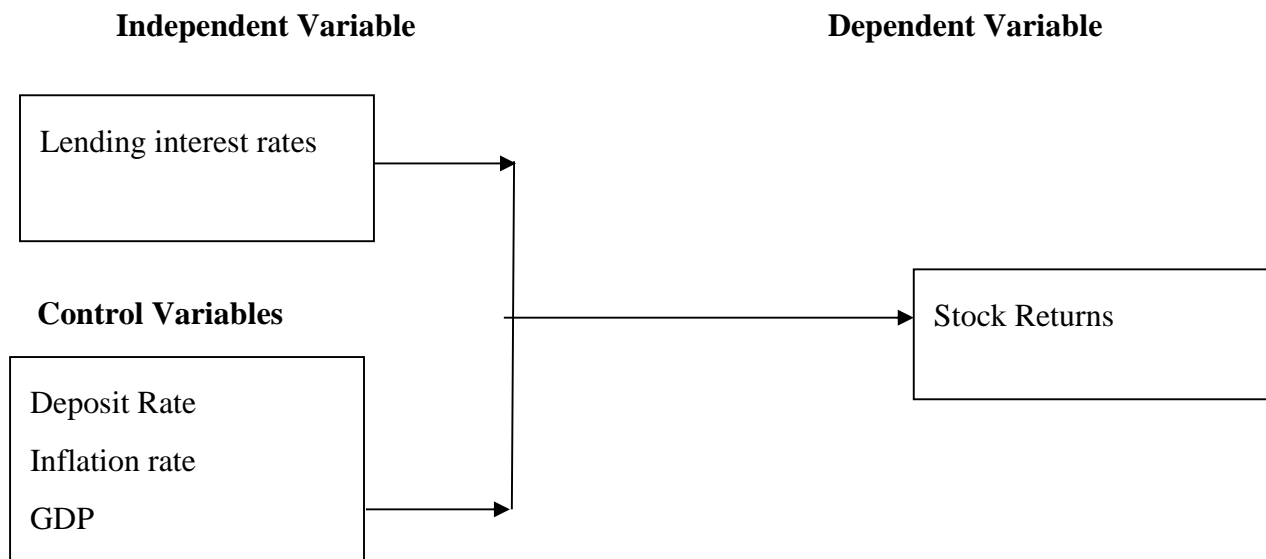 Independent Variable
Dependent Variable
Lending interest rates
Control Variables
Stock Returns
Deposit Rate
Inflation rate
GDP